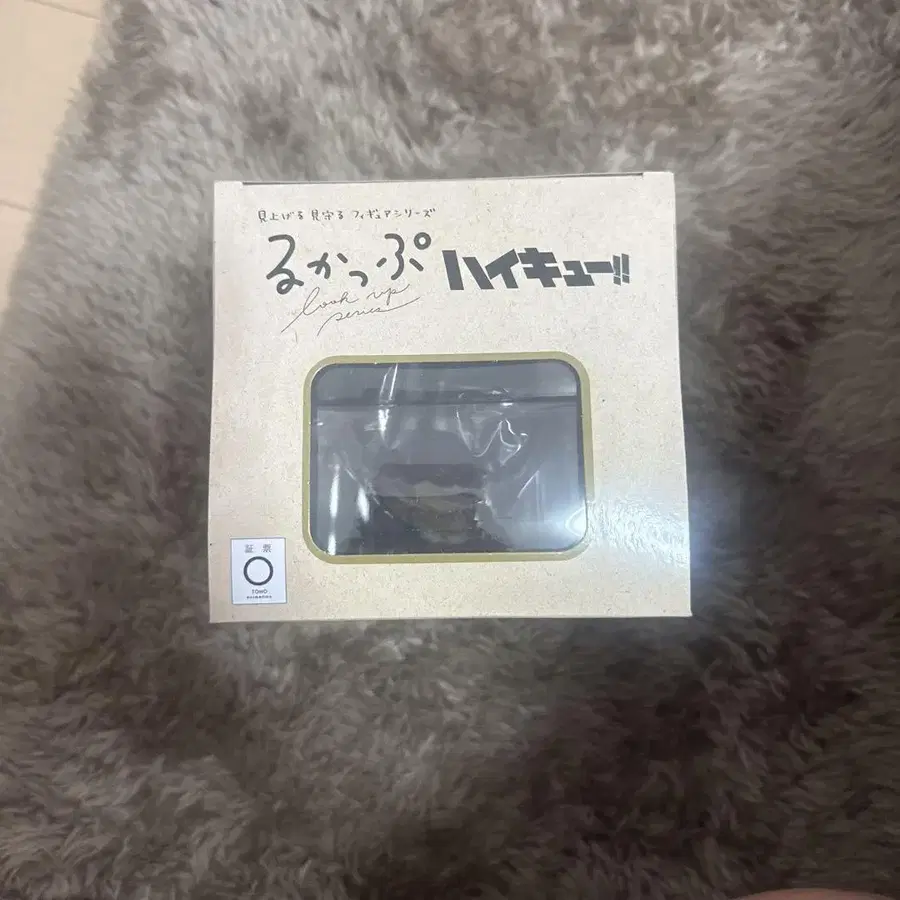 見上げる 見守る フィギュアシリーズ
るかっぷ ハイキュー!!
look up
series
証票
TOHO
animation